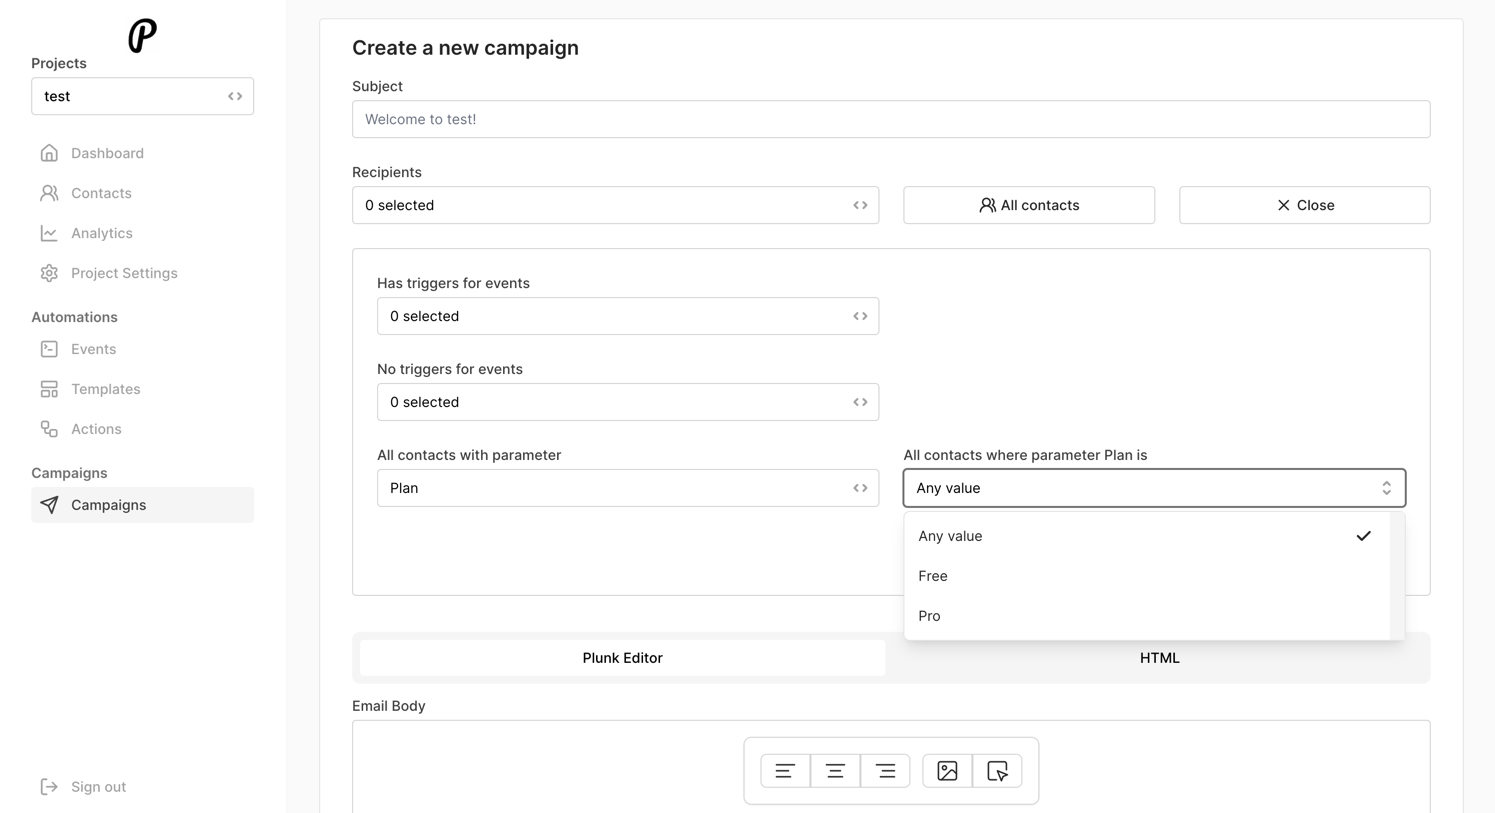 Projects
test
Dashboard
Contacts
Analytics
Project Settings
Automations
Events
Templates
Actions
Campaigns
Campaigns
Sign out
Create a new campaign
Subject
Welcome to test!
Recipients
0 selected
All contacts
Close
Has triggers for events
0 selected
No triggers for events
0 selected
All contacts with parameter
Plan
All contacts where parameter Plan is
Any value
Any value
Free
Pro
Plunk Editor
HTML
Email Body